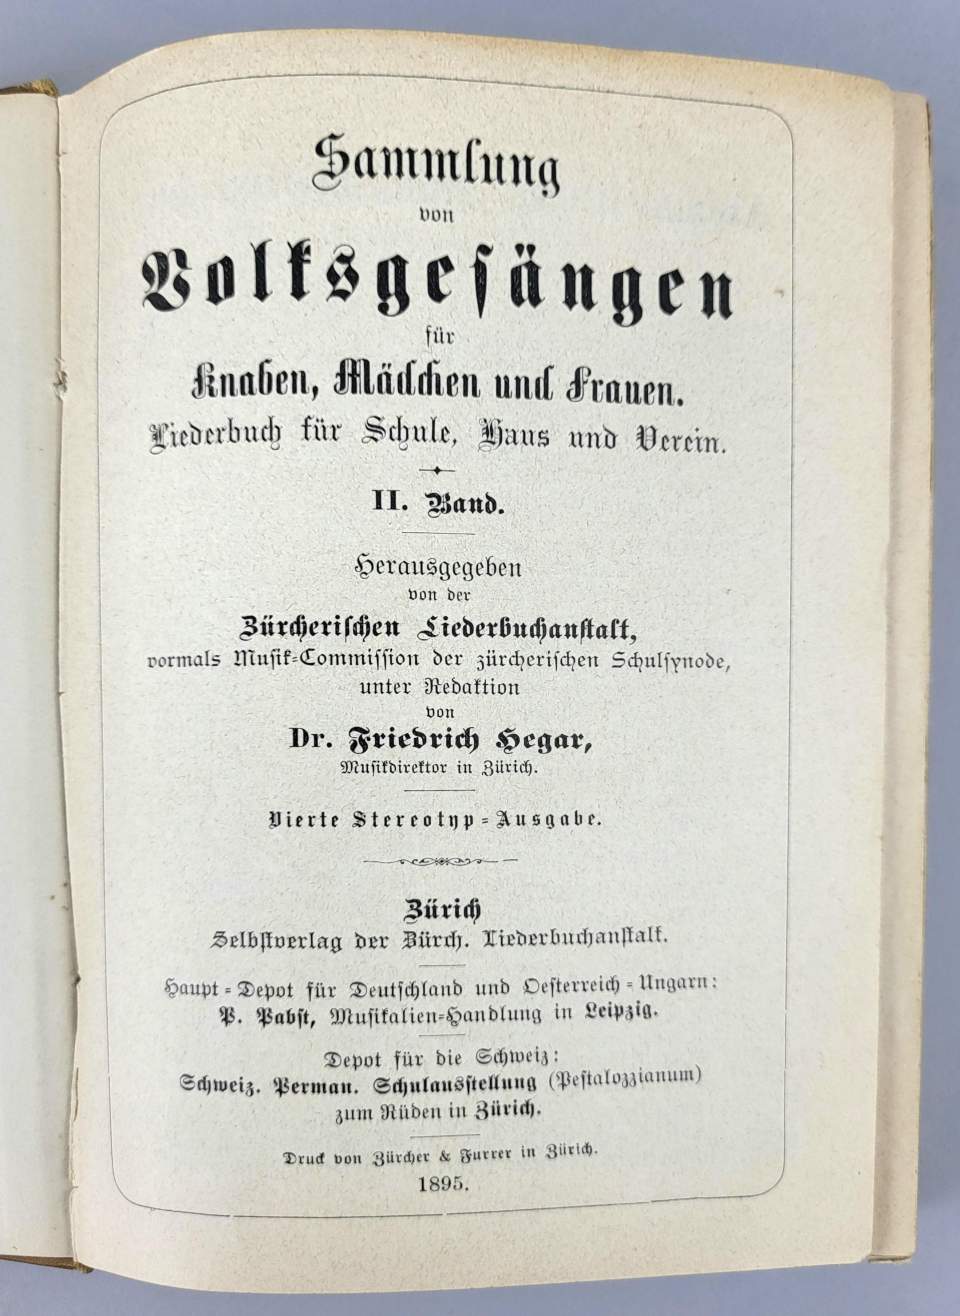 Sammlung
von
Volksgesängen
für
Knaben, Mädchen und Frauen.
Liederbuch für Schule, Haus und Verein.
II. Band.
Herausgegeben
von der
Zürcherischen Liederbuchanstalt,
vormals Musik-Commission der zürcherischen Schulsynode,
unter Redaktion
von
Dr. Friedrich Hegar,
Musikdirektor in Zürich.
Vierte Stereotyp-Ausgabe.
Zürich
Selbstverlag der Zürch. Liederbuchanstalt.
Haupt-Depot für Deutschland und Oesterreich-Ungarn:
P. Pabst, Musikalien-Handlung in Leipzig.
Depot für die Schweiz:
Schweiz. Perman. Schulausstellung (Pestalozzianum)
zum Rüden in Zürich.
Druck von Zürcher & Furrer in Zürich.
1895.